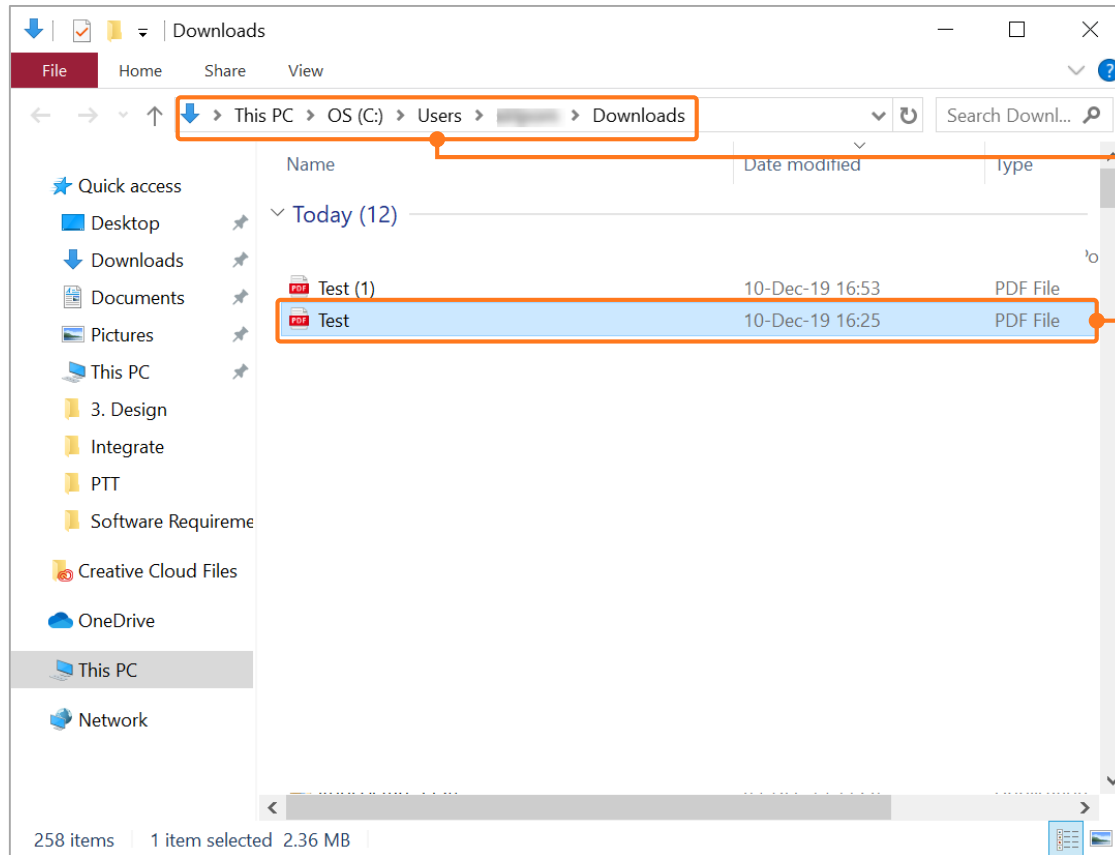 Downloads
File Home Share View
This PC > OS (C:) > Users > > Downloads
Search Downl...
Name Date modified Type
Quick access
Today (12)
Desktop
Downloads
Documents
Test (1) 10-Dec-19 16:53 PDF File
Pictures
Test 10-Dec-19 16:25 PDF File
This PC
3. Design
Integrate
PTT
Software Requireme
Creative Cloud Files
OneDrive
This PC
Network
258 items 1 item selected 2.36 MB